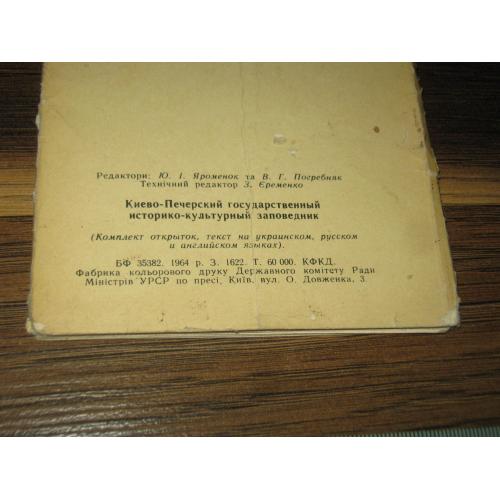 Редактори: Ю. І. Яроменок та В. Г. Погребняк
Технічний редактор З. Єременко
Киево-Печерский государственный
историко-культурный заповедник
(Комплект открыток, текст на украинском, русском
и английском языках).
БФ 35382. 1964 р. З. 1622. Т. 60 000. КФКД.
Фабрика кольорового друку Державного комітету Ради
Міністрів УРСР по пресі, Київ, вул. О. Довженка, 3.